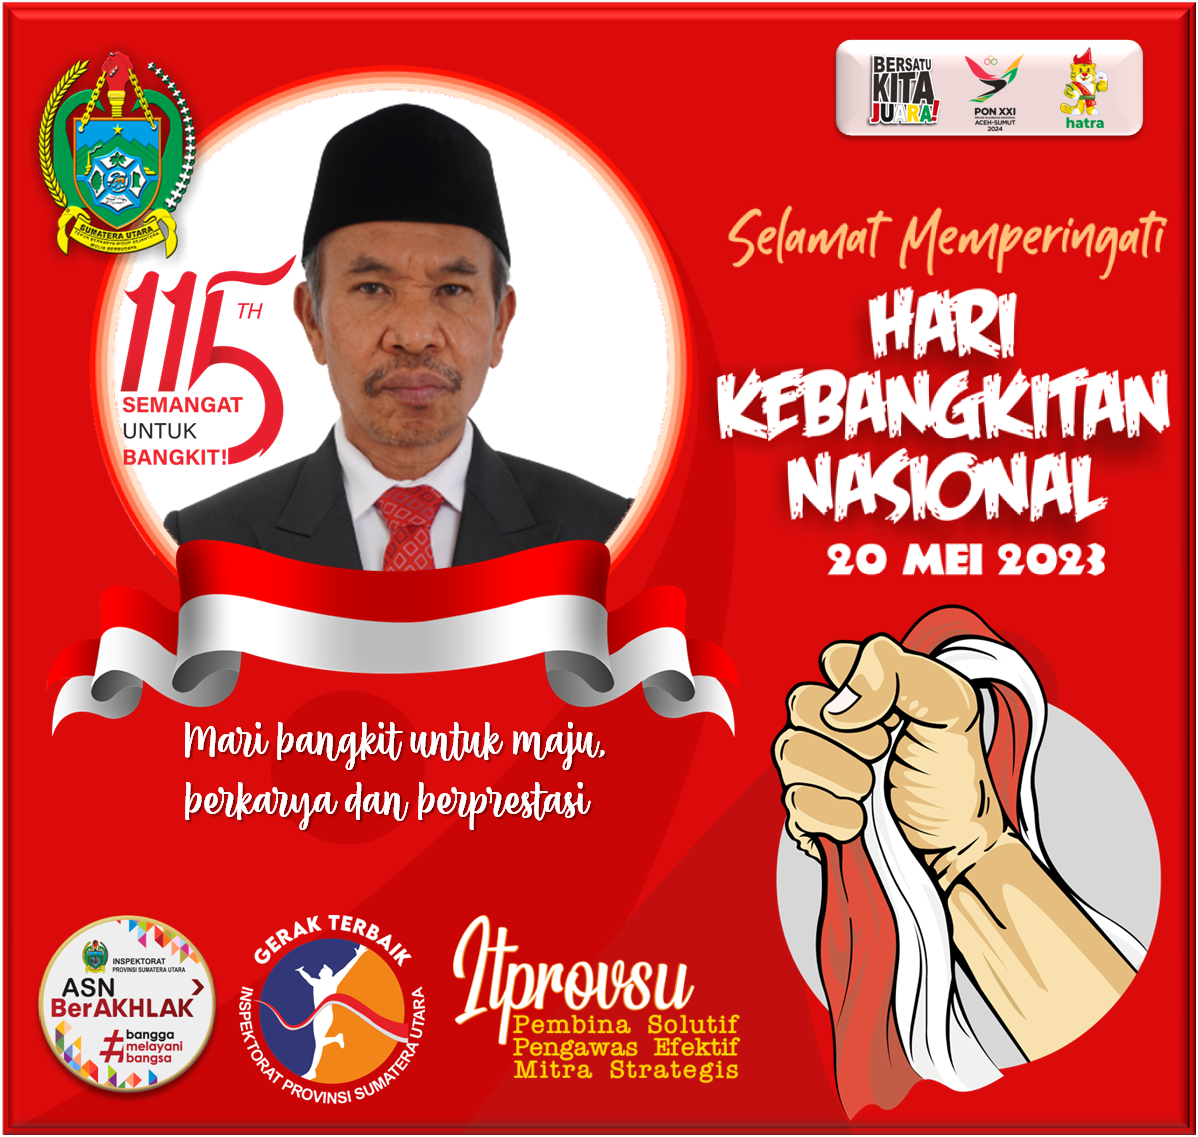 SUMATERA UTARA
115
TH
SEMANGAT
UNTUK
BANGKIT!
BERSATU
KITA
JUARA!
PON XXI
ACEH-SUMUT
2024
hatra
Selamat Memperingati
HARI
KEBANGKITAN
NASIONAL
20 MEI 2023
Mari bangkit untuk maju,
berkarya dan berprestasi
INSPEKTORAT
PROVINSI SUMATERA UTARA
ASN
BerAKHLAK
#bangga
melayani
bangsa
GERAK TERBAIK
INSPEKTORAT PROVINSI SUMATERA UTARA
Itprovsu
Pembina Solutif
Pengawas Efektif
Mitra Strategis